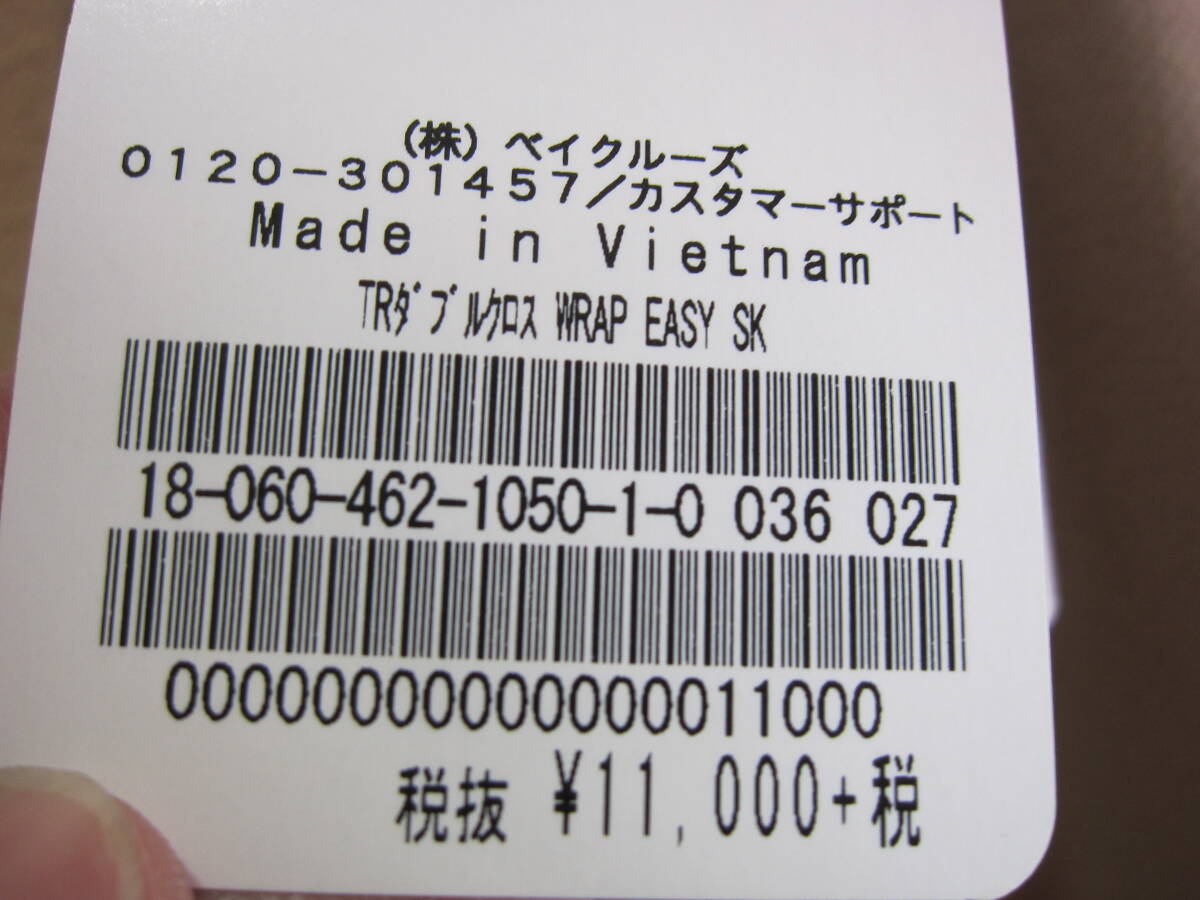 (株)ベイクルーズ
0120-301457/カスタマーサポート
Made in Vietnam
TRﾀﾞﾌﾞﾙｸﾛｽ WRAP EASY SK
18-060-462-1050-1-0 036 027
00000000000000011000
税抜 ¥11,000+税